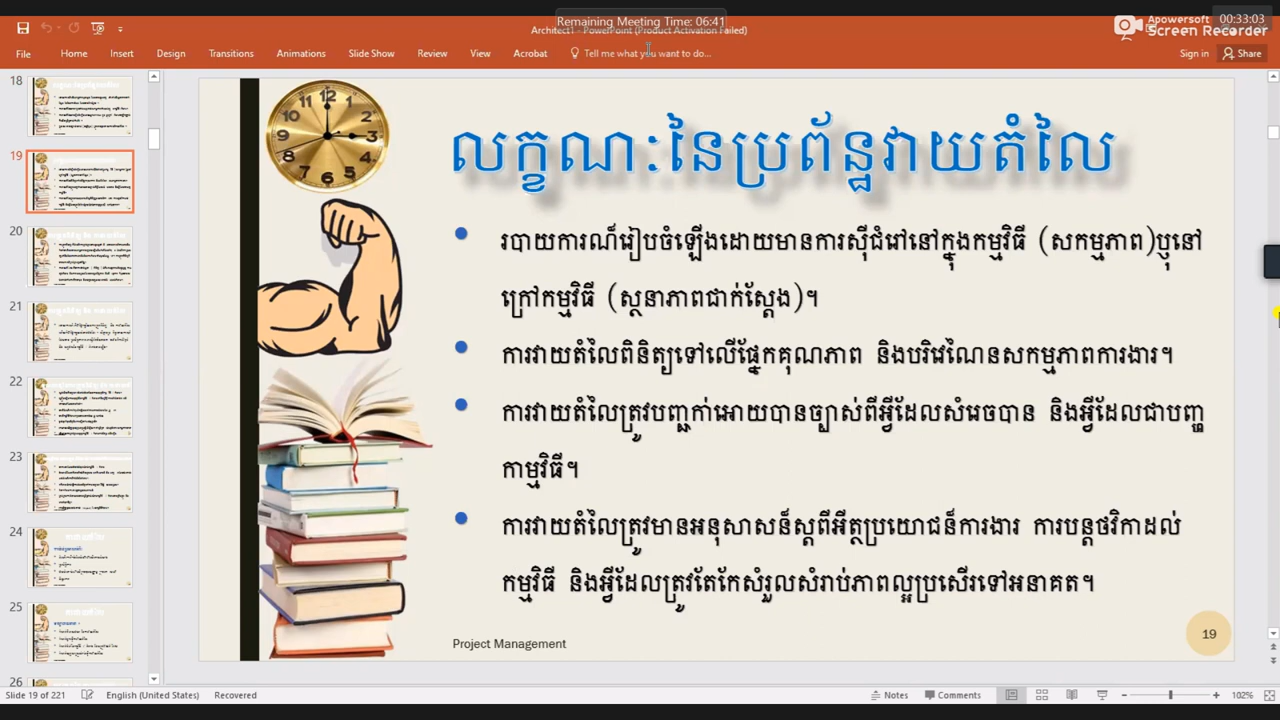 Remaining Meeting Time: 06:41
00:33:03
Architect1 - PowerPoint (Product Activation Failed)
Apowersoft
Screen Recorder
File Home Insert Design Transitions Animations Slide Show Review View Acrobat Tell me what you want to do... Sign in Share
18
19
20
21
22
23
24
25
26
លក្ខណៈនៃប្រព័ន្ឋវាយតំលៃ
របាយការណ៍រៀបចំឡើងដោយមានភារស៊ីជំរៅនៅក្នុងកម្មវិធី (សកម្មភាព)ឬនៅ
ក្រៅកម្មវិធី (ស្ថនាភាពជាក់ស្តែង)។
ការវាយតំលៃពិនិត្យទៅលើផ្នែកគុណភាព និងបរិវេណែនសកម្មភាពការងារ។
ការវាយតំលៃត្រូវបញ្ជាក់អោយបានច្បាស់ពីអ្វីដែលសំរេចបាន និងអ្វីដែលជាបញ្ហ
កាម្មវិធី។
ការវាយតំលៃត្រូវមានអនុសាសន៍ស្តពីអឹត្ថប្រយោជន៍ការងារ ការបន្តថវិកាដល់
កម្មវិធី និងអ្វីដែលត្រូវតែកែសំរួលសំរាប់ភាពល្អប្រសើរទៅអនាគត។
Project Management
19
Slide 19 of 221 English (United States) Recovered Notes Comments 102%